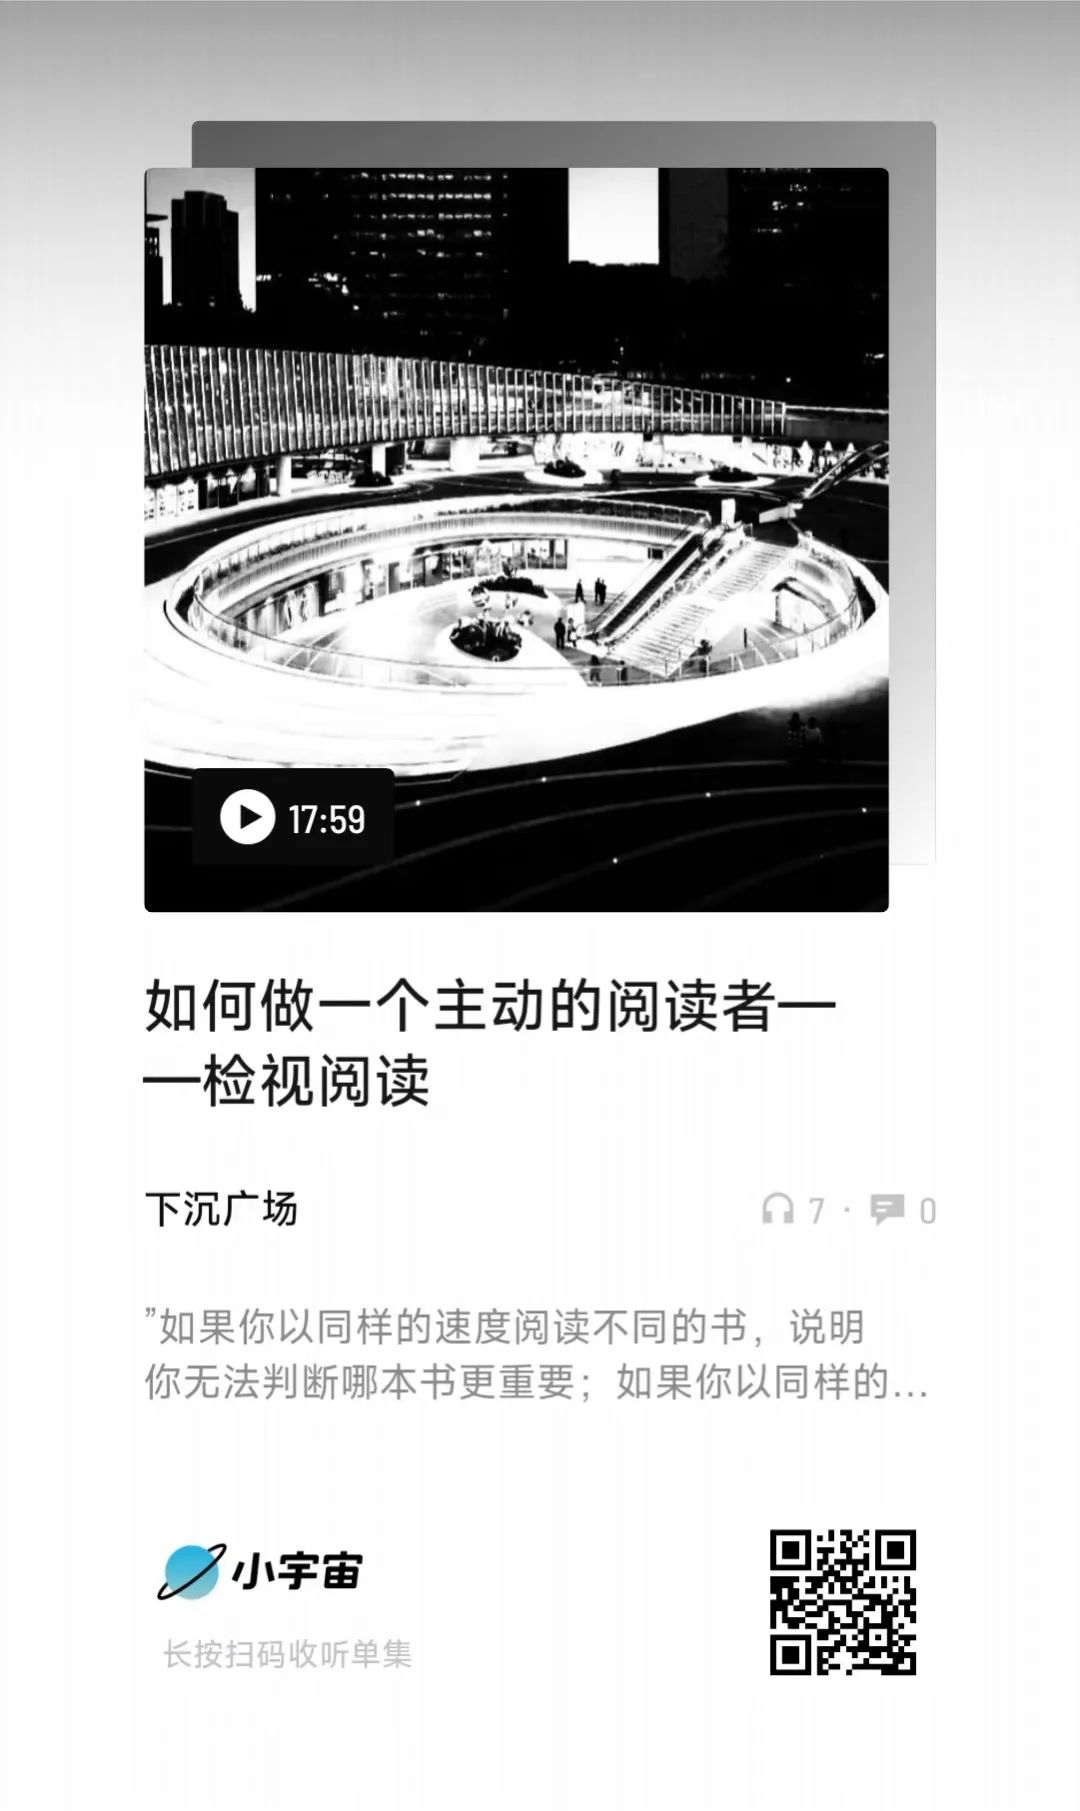 17:59
如何做一个主动的阅读者—
—检视阅读
下沉广场
7 · 0
”如果你以同样的速度阅读不同的书，说明
你无法判断哪本书更重要；如果你以同样的...
小宇宙
长按扫码收听单集